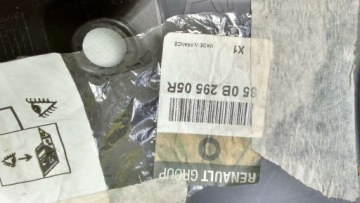 X1
MADE IN FRANCE
85 0B 295 05R
RENAULT GROUP